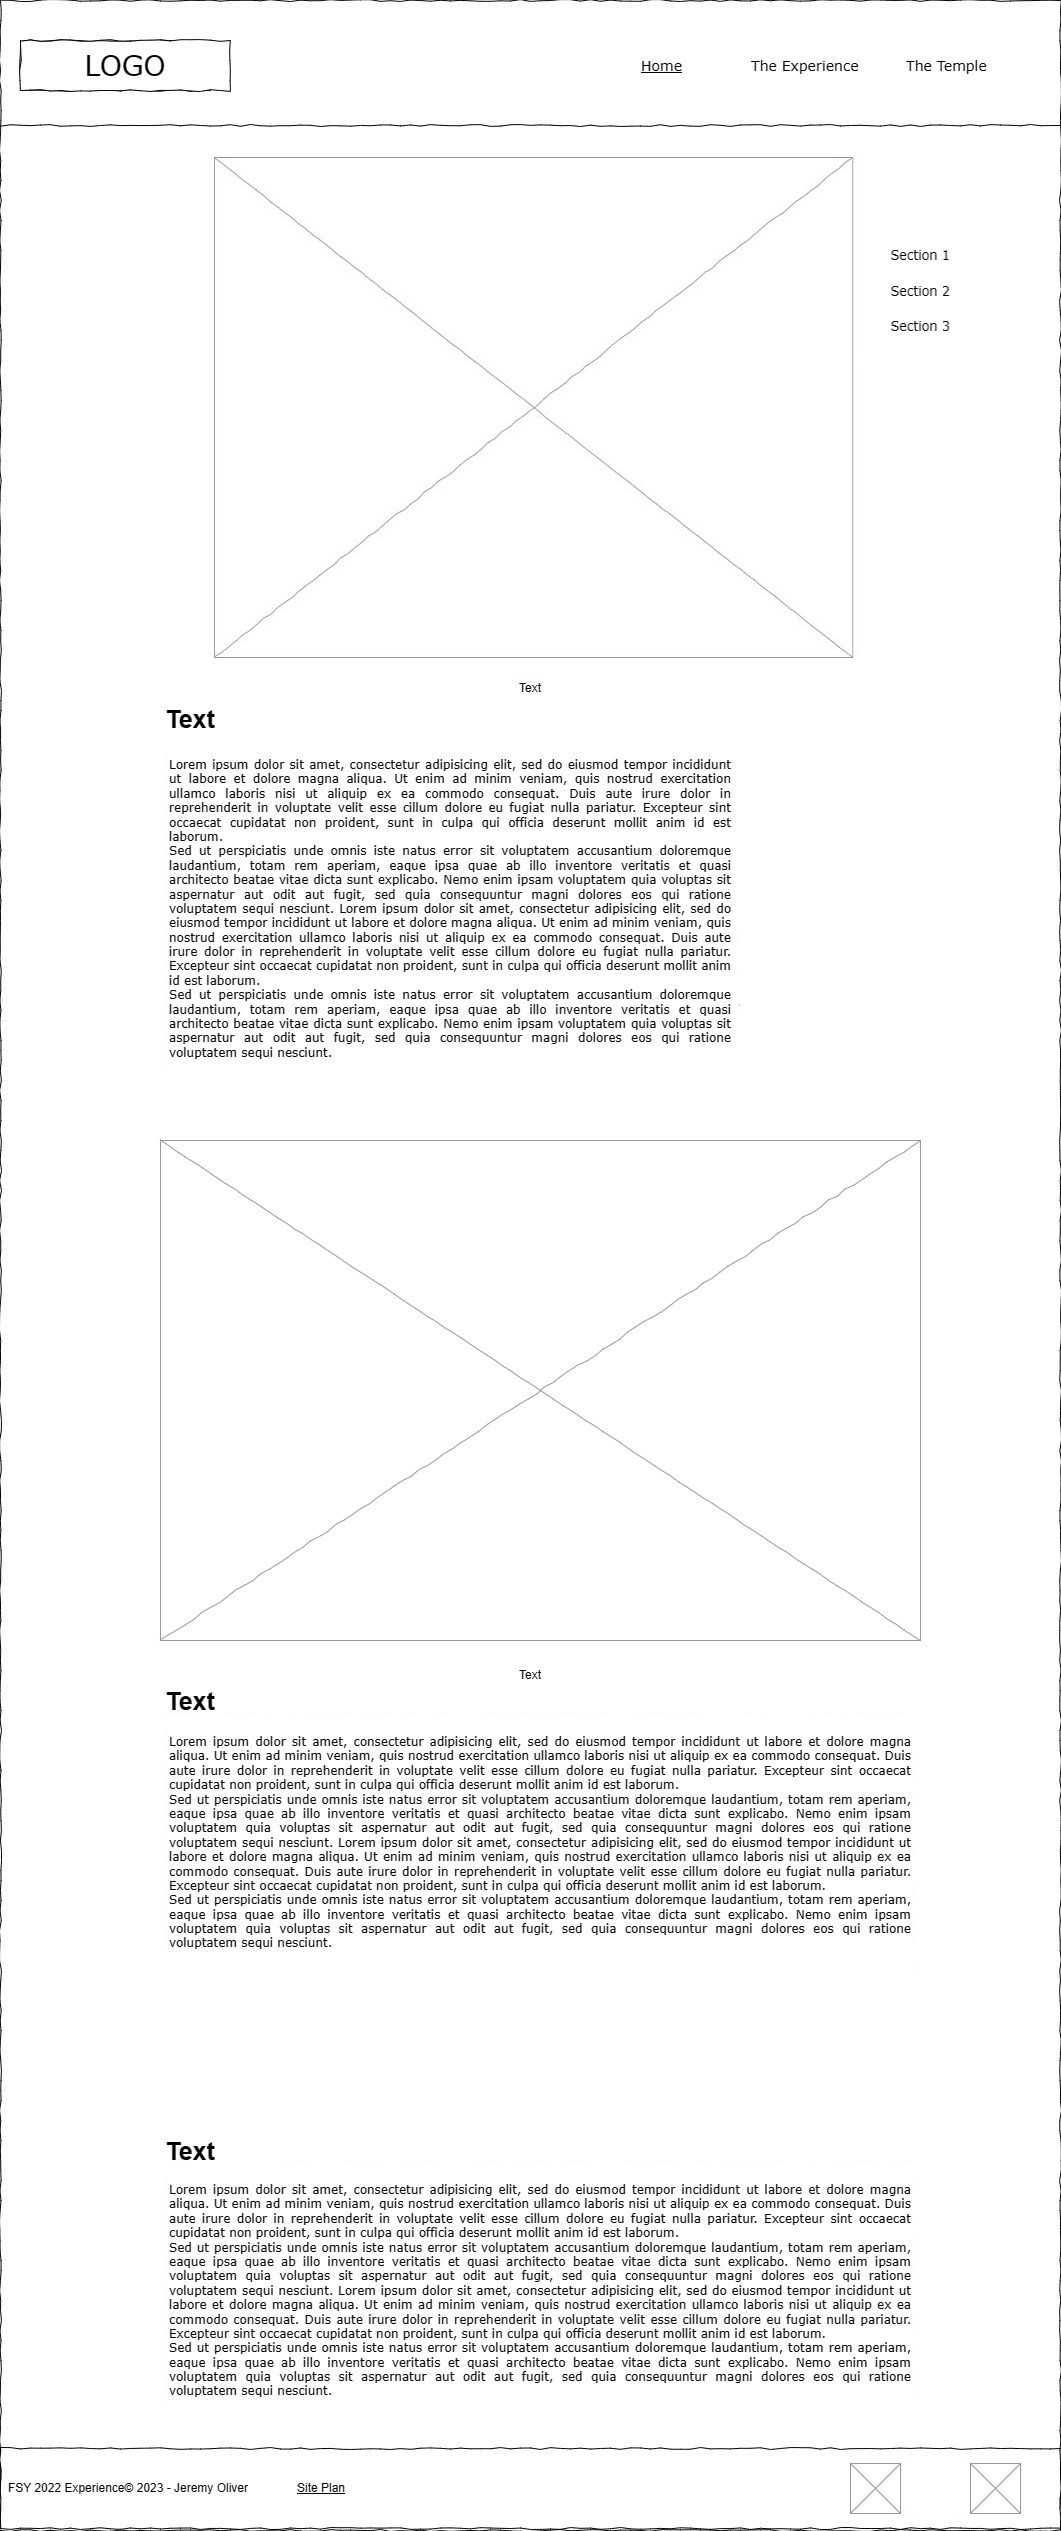 LOGO
Home
The Experience
The Temple
Section 1
Section 2
Section 3
Text
Text
Lorem ipsum dolor sit amet, consectetur adipisicing elit, sed do eiusmod tempor incididunt
ut labore et dolore magna aliqua. Ut enim ad minim veniam, quis nostrud exercitation
ullamco laboris nisi ut aliquip ex ea commodo consequat. Duis aute irure dolor in
reprehenderit in voluptate velit esse cillum dolore eu fugiat nulla pariatur. Excepteur sint
occaecat cupidatat non proident, sunt in culpa qui officia deserunt mollit anim id est
laborum.
Sed ut perspiciatis unde omnis iste natus error sit voluptatem accusantium doloremque
laudantium, totam rem aperiam, eaque ipsa quae ab illo inventore veritatis et quasi
architecto beatae vitae dicta sunt explicabo. Nemo enim ipsam voluptatem quia voluptas sit
aspernatur aut odit aut fugit, sed quia consequuntur magni dolores eos qui ratione
voluptatem sequi nesciunt. Lorem ipsum dolor sit amet, consectetur adipisicing elit, sed do
eiusmod tempor incididunt ut labore et dolore magna aliqua. Ut enim ad minim veniam, quis
nostrud exercitation ullamco laboris nisi ut aliquip ex ea commodo consequat. Duis aute
irure dolor in reprehenderit in voluptate velit esse cillum dolore eu fugiat nulla pariatur.
Excepteur sint occaecat cupidatat non proident, sunt in culpa qui officia deserunt mollit anim
id est laborum.
Sed ut perspiciatis unde omnis iste natus error sit voluptatem accusantium doloremque
laudantium, totam rem aperiam, eaque ipsa quae ab illo inventore veritatis et quasi
architecto beatae vitae dicta sunt explicabo. Nemo enim ipsam voluptatem quia voluptas sit
aspernatur aut odit aut fugit, sed quia consequuntur magni dolores eos qui ratione
voluptatem sequi nesciunt.
Text
Text
Lorem ipsum dolor sit amet, consectetur adipisicing elit, sed do eiusmod tempor incididunt ut labore et dolore magna
aliqua. Ut enim ad minim veniam, quis nostrud exercitation ullamco laboris nisi ut aliquip ex ea commodo consequat. Duis
aute irure dolor in reprehenderit in voluptate velit esse cillum dolore eu fugiat nulla pariatur. Excepteur sint occaecat
cupidatat non proident, sunt in culpa qui officia deserunt mollit anim id est laborum.
Sed ut perspiciatis unde omnis iste natus error sit voluptatem accusantium doloremque laudantium, totam rem aperiam,
eaque ipsa quae ab illo inventore veritatis et quasi architecto beatae vitae dicta sunt explicabo. Nemo enim ipsam
voluptatem quia voluptas sit aspernatur aut odit aut fugit, sed quia consequuntur magni dolores eos qui ratione
voluptatem sequi nesciunt. Lorem ipsum dolor sit amet, consectetur adipisicing elit, sed do eiusmod tempor incididunt ut
labore et dolore magna aliqua. Ut enim ad minim veniam, quis nostrud exercitation ullamco laboris nisi ut aliquip ex ea
commodo consequat. Duis aute irure dolor in reprehenderit in voluptate velit esse cillum dolore eu fugiat nulla pariatur.
Excepteur sint occaecat cupidatat non proident, sunt in culpa qui officia deserunt mollit anim id est laborum.
Sed ut perspiciatis unde omnis iste natus error sit voluptatem accusantium doloremque laudantium, totam rem aperiam,
eaque ipsa quae ab illo inventore veritatis et quasi architecto beatae vitae dicta sunt explicabo. Nemo enim ipsam
voluptatem quia voluptas sit aspernatur aut odit aut fugit, sed quia consequuntur magni dolores eos qui ratione
voluptatem sequi nesciunt.
Text
Lorem ipsum dolor sit amet, consectetur adipisicing elit, sed do eiusmod tempor incididunt ut labore et dolore magna
aliqua. Ut enim ad minim veniam, quis nostrud exercitation ullamco laboris nisi ut aliquip ex ea commodo consequat. Duis
aute irure dolor in reprehenderit in voluptate velit esse cillum dolore eu fugiat nulla pariatur. Excepteur sint occaecat
cupidatat non proident, sunt in culpa qui officia deserunt mollit anim id est laborum.
Sed ut perspiciatis unde omnis iste natus error sit voluptatem accusantium doloremque laudantium, totam rem aperiam,
eaque ipsa quae ab illo inventore veritatis et quasi architecto beatae vitae dicta sunt explicabo. Nemo enim ipsam
voluptatem quia voluptas sit aspernatur aut odit aut fugit, sed quia consequuntur magni dolores eos qui ratione
voluptatem sequi nesciunt. Lorem ipsum dolor sit amet, consectetur adipisicing elit, sed do eiusmod tempor incididunt ut
labore et dolore magna aliqua. Ut enim ad minim veniam, quis nostrud exercitation ullamco laboris nisi ut aliquip ex ea
commodo consequat. Duis aute irure dolor in reprehenderit in voluptate velit esse cillum dolore eu fugiat nulla pariatur.
Excepteur sint occaecat cupidatat non proident, sunt in culpa qui officia deserunt mollit anim id est laborum.
Sed ut perspiciatis unde omnis iste natus error sit voluptatem accusantium doloremque laudantium, totam rem aperiam,
eaque ipsa quae ab illo inventore veritatis et quasi architecto beatae vitae dicta sunt explicabo. Nemo enim ipsam
voluptatem quia voluptas sit aspernatur aut odit aut fugit, sed quia consequuntur magni dolores eos qui ratione
voluptatem sequi nesciunt.
FSY 2022 Experience© 2023 - Jeremy Oliver
Site Plan